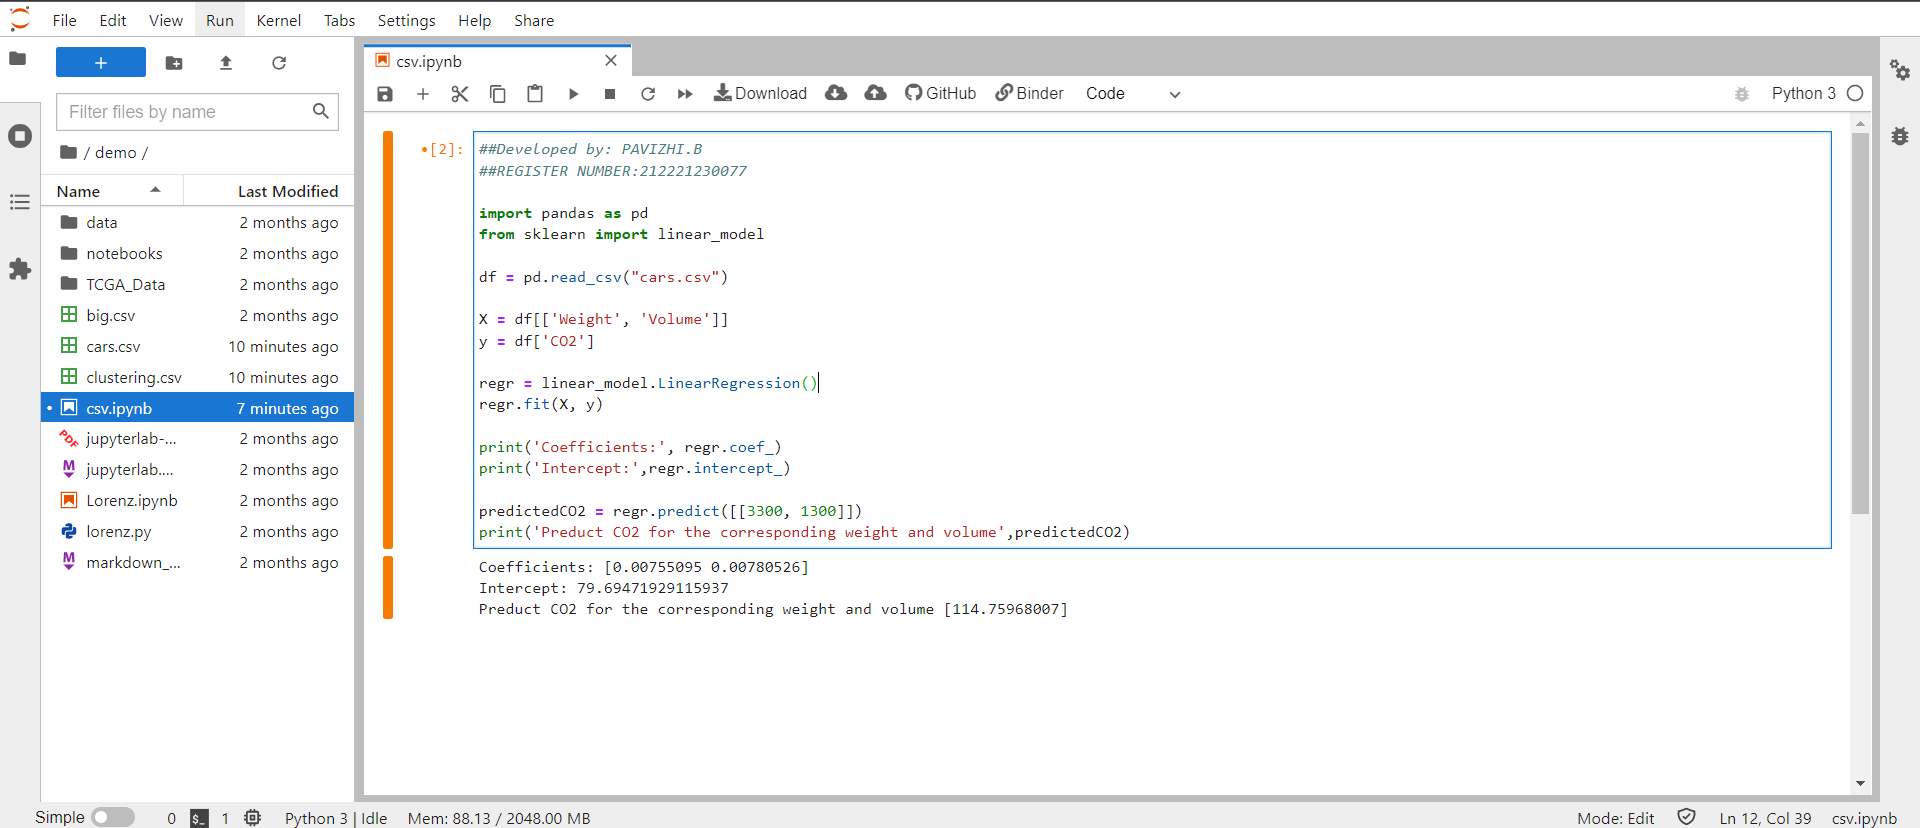 File Edit View Run Kernel Tabs Settings Help Share
+
Filter files by name
/ demo /
Name Last Modified
data 2 months ago
notebooks 2 months ago
TCGA_Data 2 months ago
big.csv 2 months ago
cars.csv 10 minutes ago
clustering.csv 10 minutes ago
• csv.ipynb 7 minutes ago
PDF jupyterlab-... 2 months ago
M jupyterlab.... 2 months ago
Lorenz.ipynb 2 months ago
lorenz.py 2 months ago
M markdown_... 2 months ago
csv.ipynb
Download GitHub Binder Code Python 3
•[2]:
##Developed by: PAVIZHI.B
##REGISTER NUMBER:212221230077
import pandas as pd
from sklearn import linear_model
df = pd.read_csv("cars.csv")
X = df[['Weight', 'Volume']]
y = df['CO2']
regr = linear_model.LinearRegression()
regr.fit(X, y)
print('Coefficients:', regr.coef_)
print('Intercept:',regr.intercept_)
predictedCO2 = regr.predict([[3300, 1300]])
print('Preduct CO2 for the corresponding weight and volume',predictedCO2)
Coefficients: [0.00755095 0.00780526]
Intercept: 79.69471929115937
Preduct CO2 for the corresponding weight and volume [114.75968007]
Simple 0 $_ 1 Python 3 | Idle Mem: 88.13 / 2048.00 MB Mode: Edit Ln 12, Col 39 csv.ipynb